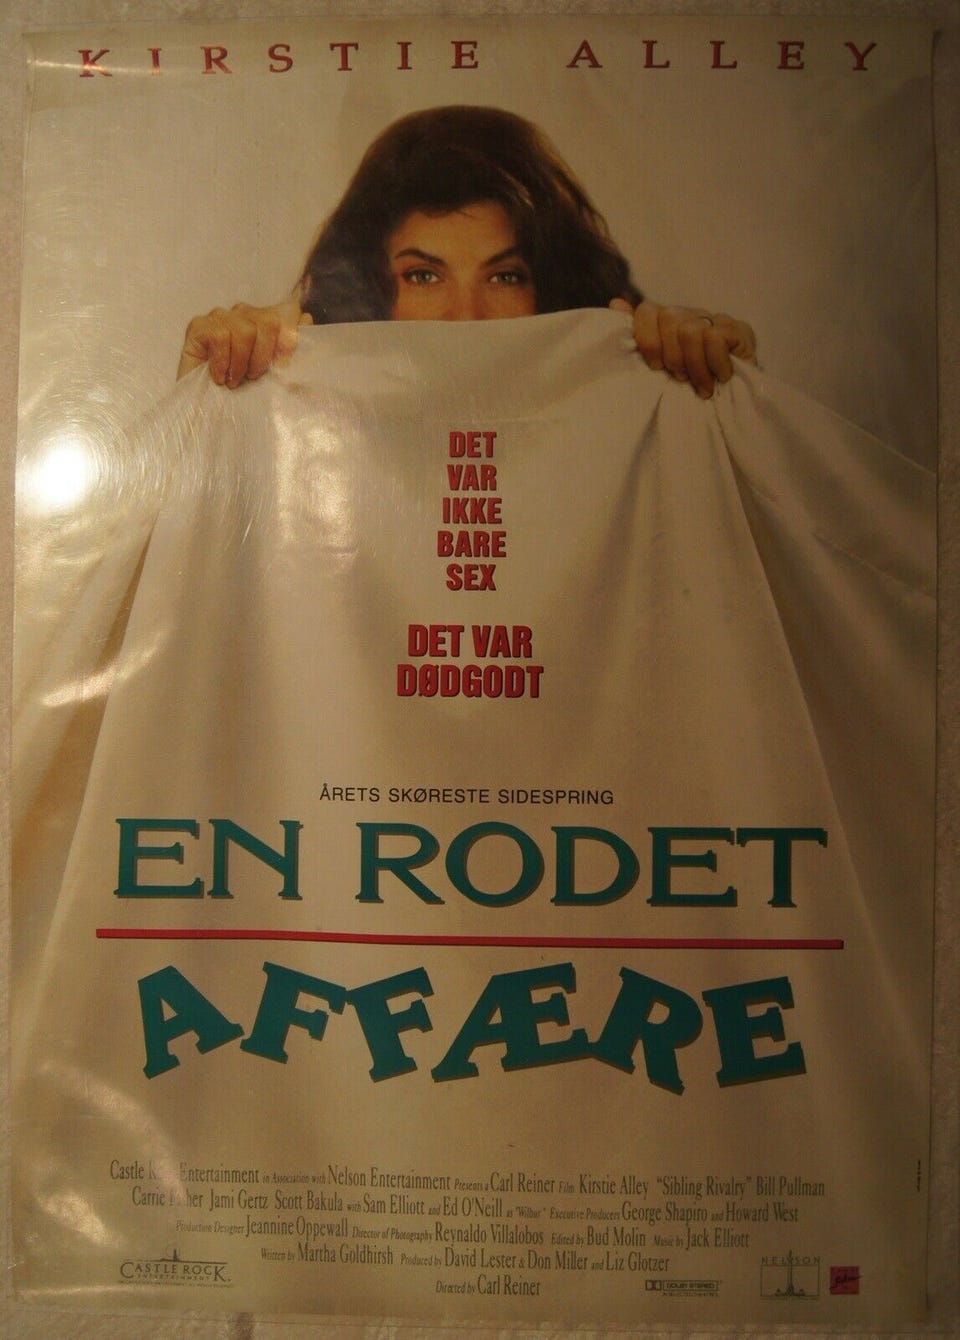 KIRSTIE ALLEY
DET
VAR
IKKE
BARE
SEX
DET VAR
DØDGODT
ÅRETS SKØRESTE SIDESPRING
EN RODET
AFFÆRE
Castle Entertainment in Association with Nelson Entertainment Presents a Carl Reiner Film Kirstie Alley "Sibling Rivalry" Bill Pullman
Carrie Jami Gertz Scott Bakula with Sam Elliott and Ed O'Neill as "Wilbur" Executive Producers George Shapiro and Howard West
Production Designer Jeannine Oppewall Director of Photography Reynaldo Villalobos Edited by Bud Molin Music by Jack Elliott
Written by Martha Goldhirsh Produced by David Lester & Don Miller and Liz Glotzer
Directed by Carl Reiner
CASTLE ROCK
ENTERTAINMENT
DOLBY STEREO
NELSON